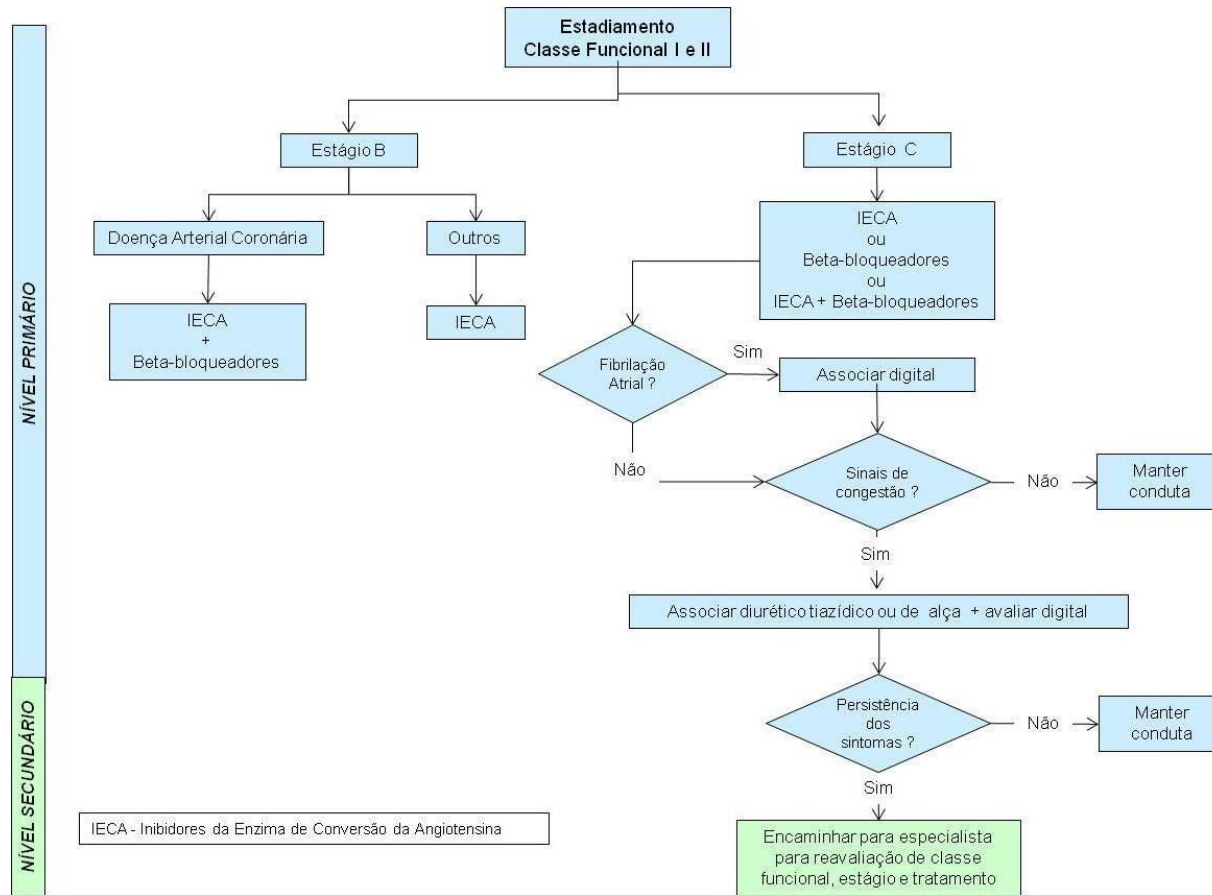 Estadiamento
Classe Funcional I e II
NÍVEL PRIMÁRIO
Estágio B
Estágio C
Doença Arterial Coronária
Outros
IECA
ou
Beta-bloqueadores
ou
IECA + Beta-bloqueadores
IECA
+
Beta-bloqueadores
IECA
Fibrilação
Atrial ?
Sim
Associar digital
Não
Sinais de
congestão ?
Não
Manter
conduta
Sim
Associar diurético tiazídico ou de alça + avaliar digital
NÍVEL SECUNDÁRIO
Persistência
dos
sintomas ?
Não
Manter
conduta
Sim
IECA - Inibidores da Enzima de Conversão da Angiotensina
Encaminhar para especialista
para reavaliação de classe
funcional, estágio e tratamento